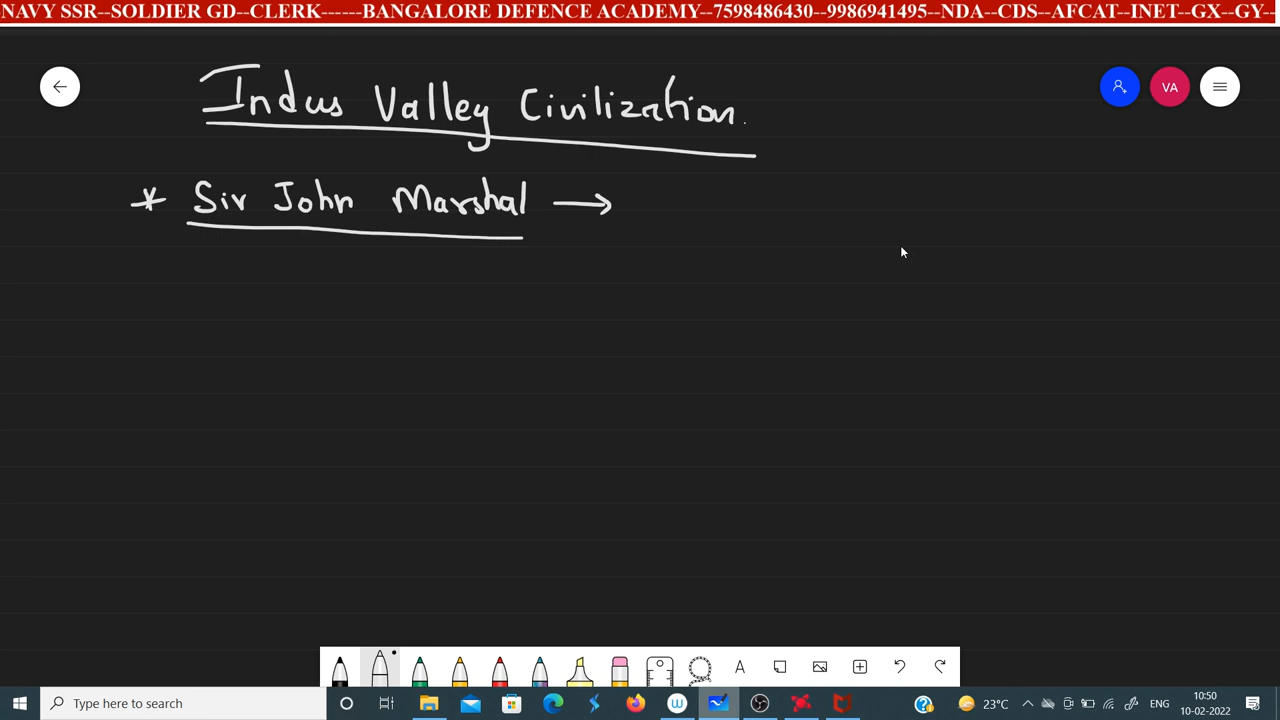 NAVY SSR--SOLDIER GD--CLERK------BANGALORE DEFENCE ACADEMY--7598486430--9986941495--NDA--CDS--AFCAT--INET--GX--GY--
Indus Valley Civilization.
VA
* Sir John Marshal →
A
Type here to search
W
23°C
ENG
10:50
10-02-2022